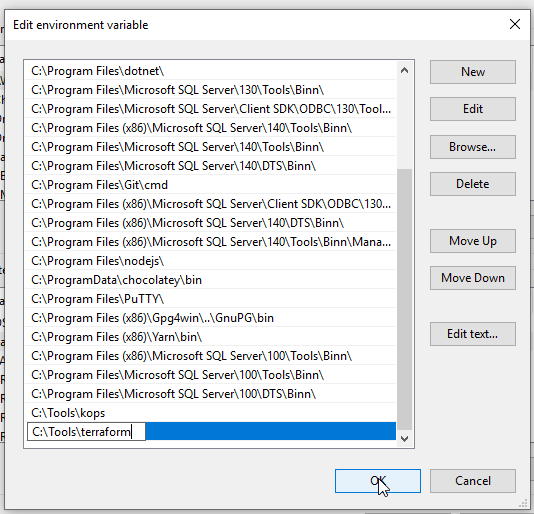 Edit environment variable
C:\Program Files\dotnet\
C:\Program Files\Microsoft SQL Server\130\Tools\Binn\
C:\Program Files\Microsoft SQL Server\Client SDK\ODBC\130\Tool...
C:\Program Files (x86)\Microsoft SQL Server\140\Tools\Binn\
C:\Program Files\Microsoft SQL Server\140\Tools\Binn\
C:\Program Files\Microsoft SQL Server\140\DTS\Binn\
C:\Program Files\Git\cmd
C:\Program Files (x86)\Microsoft SQL Server\Client SDK\ODBC\130...
C:\Program Files (x86)\Microsoft SQL Server\140\DTS\Binn\
C:\Program Files (x86)\Microsoft SQL Server\140\Tools\Binn\Mana...
C:\Program Files\nodejs\
C:\ProgramData\chocolatey\bin
C:\Program Files\PuTTY\
C:\Program Files (x86)\Gpg4win\..\GnuPG\bin
C:\Program Files (x86)\Yarn\bin\
C:\Program Files (x86)\Microsoft SQL Server\100\Tools\Binn\
C:\Program Files\Microsoft SQL Server\100\Tools\Binn\
C:\Program Files\Microsoft SQL Server\100\DTS\Binn\
C:\Tools\kops
C:\Tools\terraform
New
Edit
Browse...
Delete
Move Up
Move Down
Edit text...
OK
Cancel